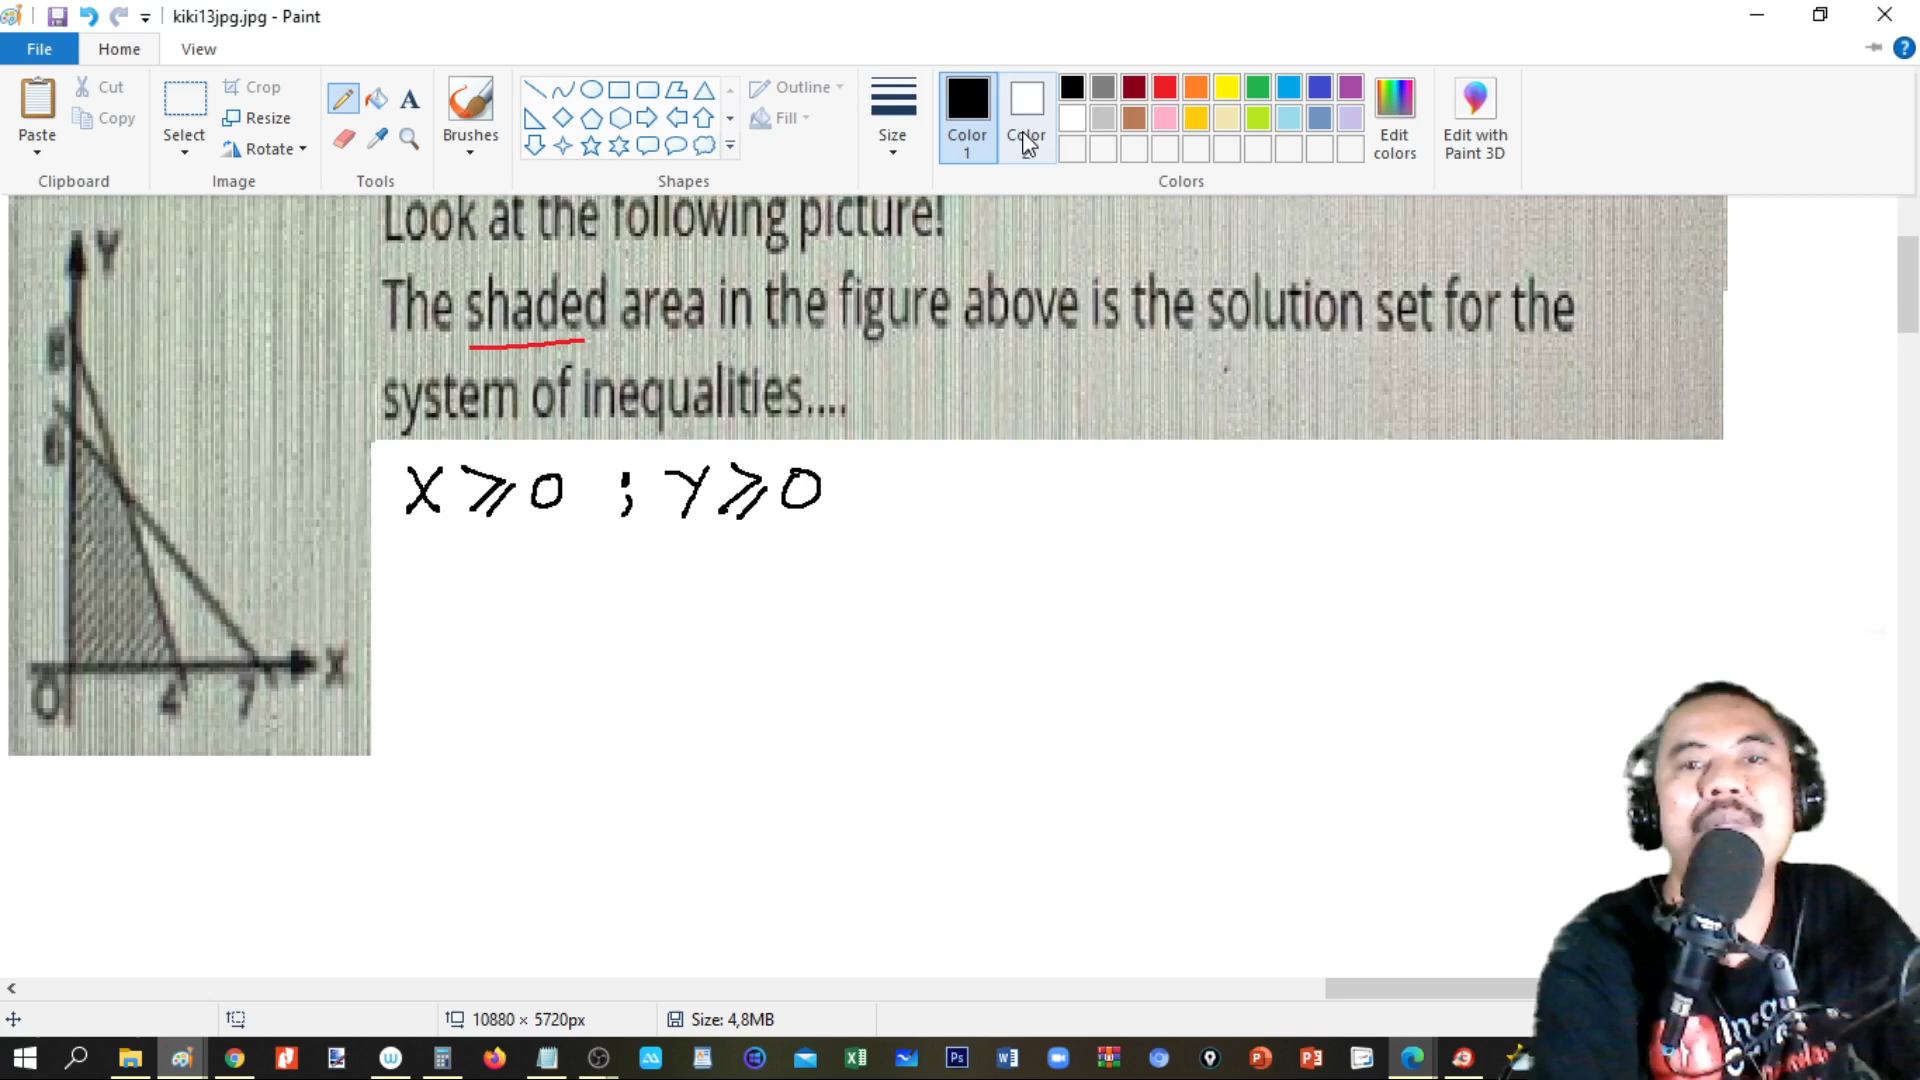 kiki13jpg.jpg - Paint
File Home View
Cut
Copy
Paste
Clipboard
Select
Crop
Resize
Rotate
Image
Tools
Brushes
Shapes
Outline
Fill
Size
Color 1
Color
Colors
Edit colors
Edit with Paint 3D
Look at the following picture!
The shaded area in the figure above is the solution set for the
system of inequalities....
Y
8
6
O
4 7 X
X ≥ 0 ; Y ≥ 0
10880 × 5720px
Size: 4,8MB